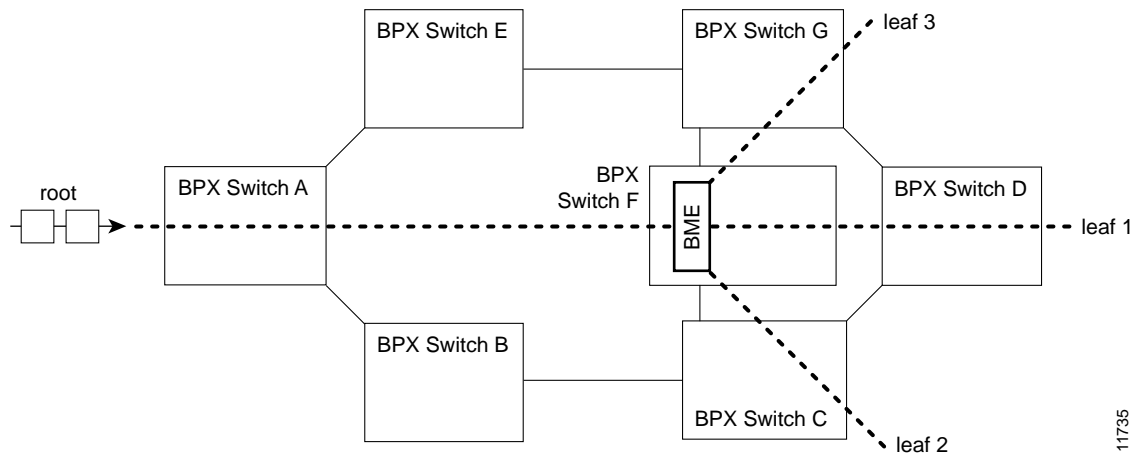 BPX Switch E
BPX Switch G
leaf 3
root
BPX Switch A
BPX
Switch F
BME
BPX Switch D
leaf 1
BPX Switch B
BPX Switch C
leaf 2
11735